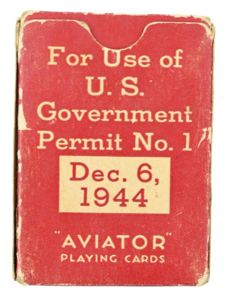 For Use of
U. S.
Government
Permit No. 1
Dec. 6,
1944
"AVIATOR"
PLAYING CARDS